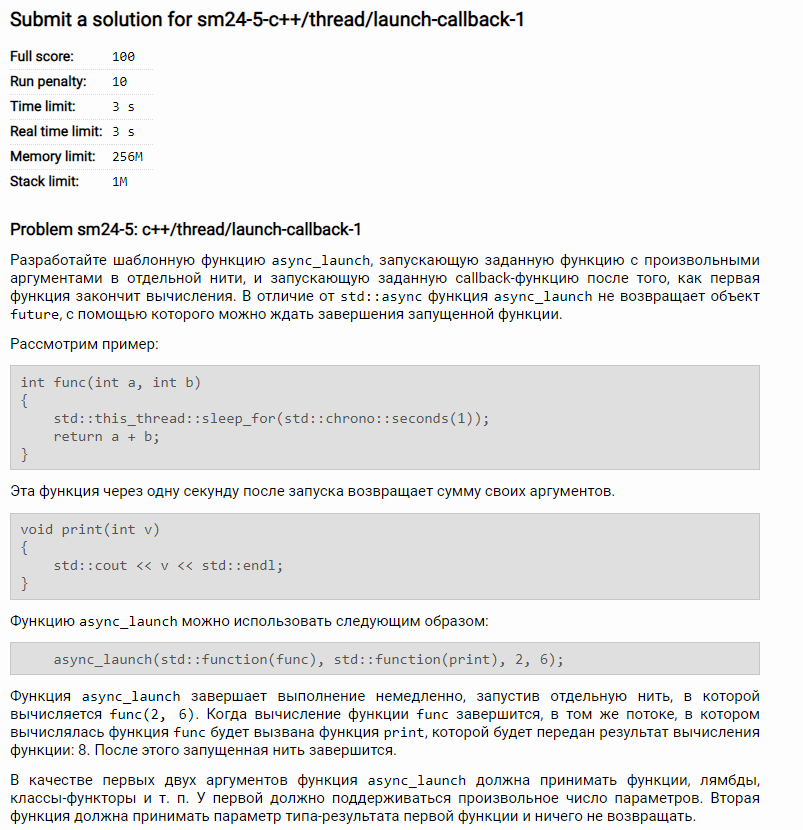 Submit a solution for sm24-5-c++/thread/launch-callback-1
Full score: 100
Run penalty: 10
Time limit: 3 s
Real time limit: 3 s
Memory limit: 256M
Stack limit: 1M
Problem sm24-5: c++/thread/launch-callback-1
Разработайте шаблонную функцию async_launch, запускающую заданную функцию с произвольными
аргументами в отдельной нити, и запускающую заданную callback-функцию после того, как первая
функция закончит вычисления. В отличие от std::async функция async_launch не возвращает объект
future, с помощью которого можно ждать завершения запущенной функции.
Рассмотрим пример:
int func(int a, int b)
{
    std::this_thread::sleep_for(std::chrono::seconds(1));
    return a + b;
}
Эта функция через одну секунду после запуска возвращает сумму своих аргументов.
void print(int v)
{
    std::cout << v << std::endl;
}
Функцию async_launch можно использовать следующим образом:
    async_launch(std::function(func), std::function(print), 2, 6);
Функция async_launch завершает выполнение немедленно, запустив отдельную нить, в которой
вычисляется func(2, 6). Когда вычисление функции func завершится, в том же потоке, в котором
вычислялась функция func будет вызвана функция print, которой будет передан результат вычисления
функции: 8. После этого запущенная нить завершится.
В качестве первых двух аргументов функция async_launch должна принимать функции, лямбды,
классы-функторы и т. п. У первой должно поддерживаться произвольное число параметров. Вторая
функция должна принимать параметр типа-результата первой функции и ничего не возвращать.